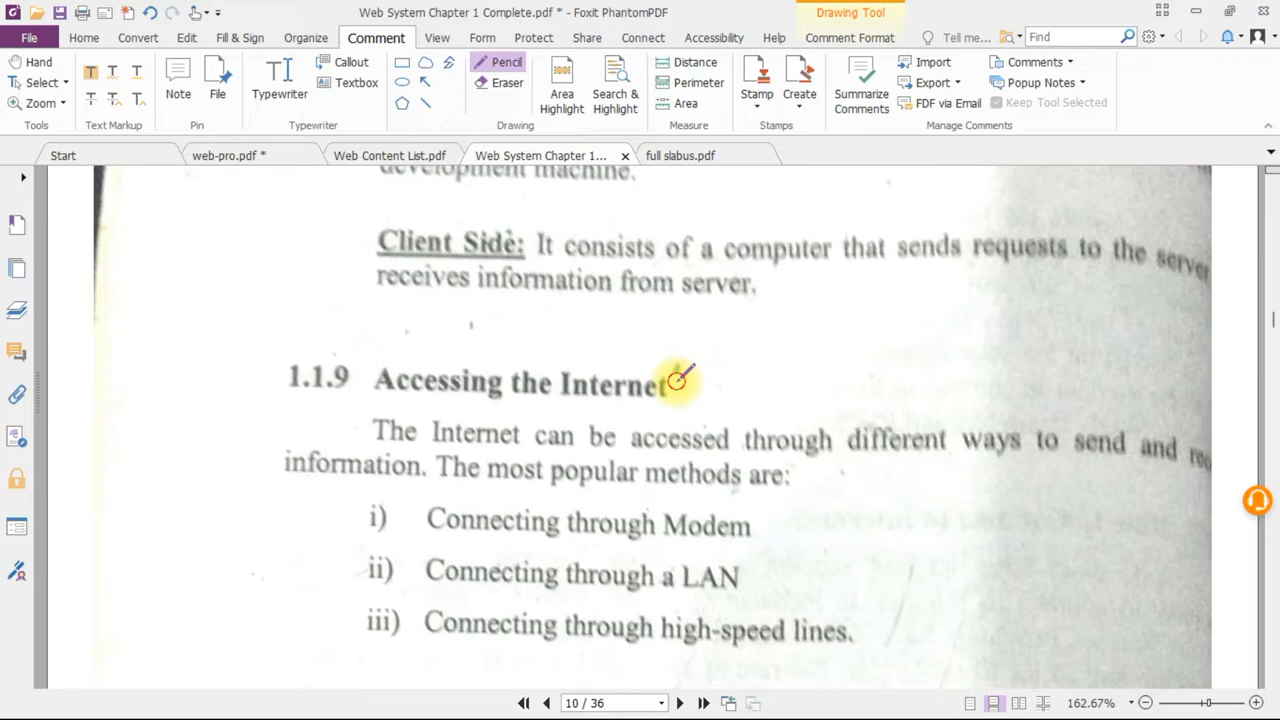 Web System Chapter 1 Complete.pdf * - Foxit PhantomPDF
Drawing Tool
File Home Convert Edit Fill & Sign Organize Comment View Form Protect Share Connect Accessibility Help Comment Format Tell me... Find
Hand Callout Pencil Distance Import Comments
Select Textbox Eraser Perimeter Export Popup Notes
Zoom Note File Typewriter Area Highlight Search & Highlight Area Stamp Create Summarize Comments FDF via Email Keep Tool Selected
Tools Text Markup Pin Typewriter Drawing Measure Stamps Manage Comments
Start web-pro.pdf * Web Content List.pdf Web System Chapter 1... full slabus.pdf
development machine.
Client Side: It consists of a computer that sends requests to the server
receives information from server.
1.1.9 Accessing the Internet
The Internet can be accessed through different ways to send and
information. The most popular methods are:
i) Connecting through Modem
ii) Connecting through a LAN
iii) Connecting through high-speed lines.
10 / 36 162.67%